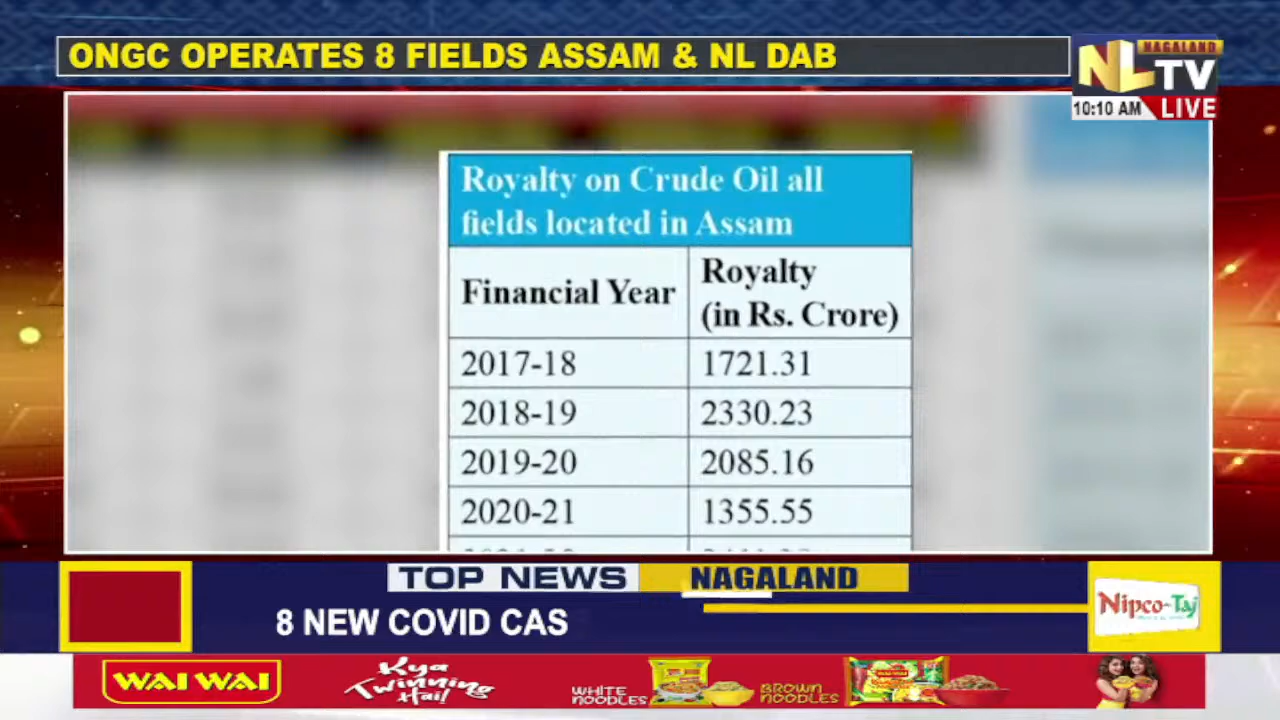 ONGC OPERATES 8 FIELDS ASSAM & NL DAB
NAGALAND
NLTV
10:10 AM LIVE
Royalty on Crude Oil all
fields located in Assam
Financial Year
Royalty
(in Rs. Crore)
2017-18 1721.31
2018-19 2330.23
2019-20 2085.16
2020-21 1355.55
TOP NEWS NAGALAND
8 NEW COVID CAS
Nipco-Taj
WAI WAI
Kya
Twinning
Hai!
WHITE
NOODLES
BROWN
NOODLES